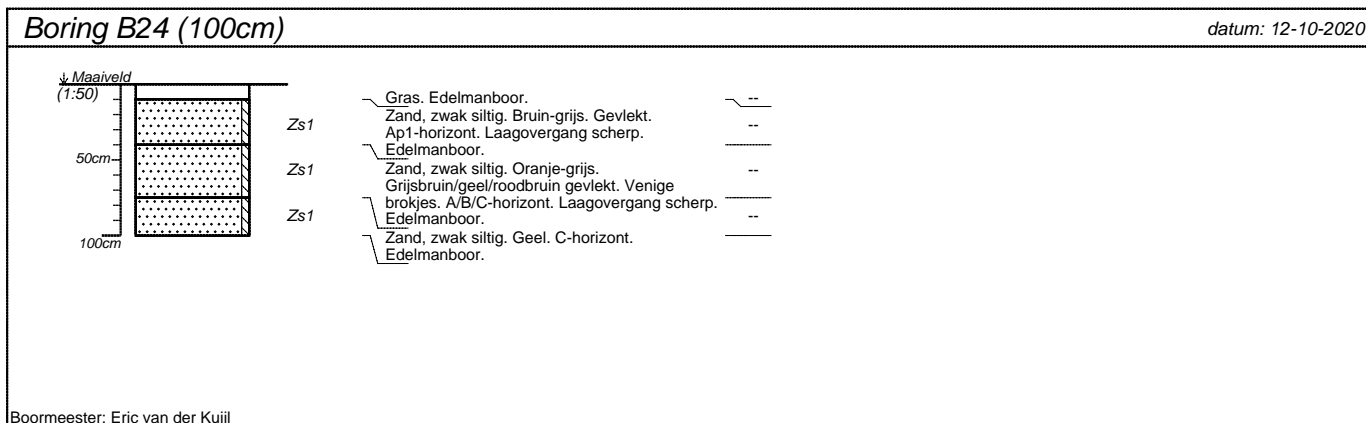 Boring B24 (100cm)
datum: 12-10-2020
Maaiveld
(1:50)
50cm
100cm
Zs1
Zs1
Zs1
Gras. Edelmanboor.
Zand, zwak siltig. Bruin-grijs. Gevlekt.
Ap1-horizont. Laagovergang scherp.
Edelmanboor.
Zand, zwak siltig. Oranje-grijs.
Grijsbruin/geel/roodbruin gevlekt. Venige
brokjes. A/B/C-horizont. Laagovergang scherp.
Edelmanboor.
Zand, zwak siltig. Geel. C-horizont.
Edelmanboor.
--
--
--
--
Boormeester: Eric van der Kuijl